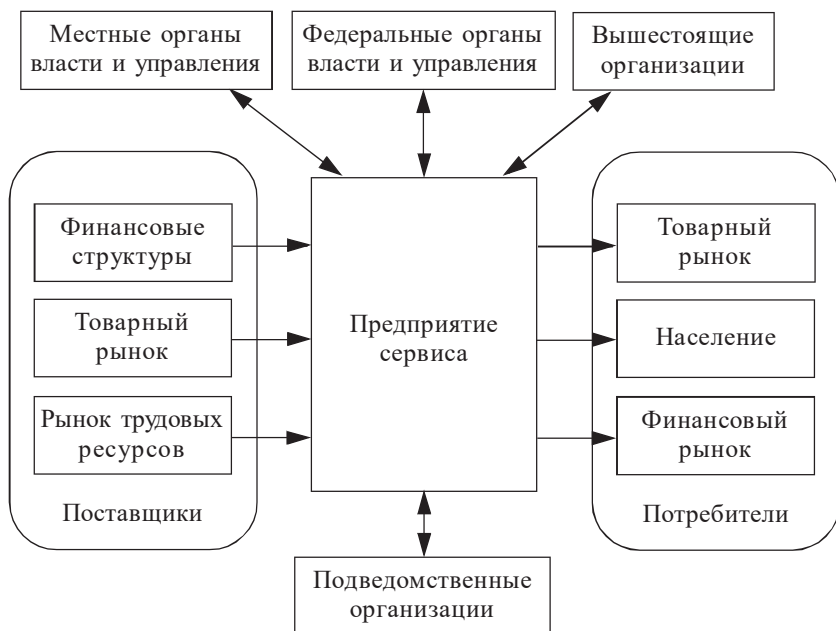 Местные органы
власти и управления
Федеральные органы
власти и управления
Вышестоящие
организации
Финансовые
структуры
Товарный
рынок
Рынок трудовых
ресурсов
Поставщики
Предприятие
сервиса
Товарный
рынок
Население
Финансовый
рынок
Потребители
Подведомственные
организации